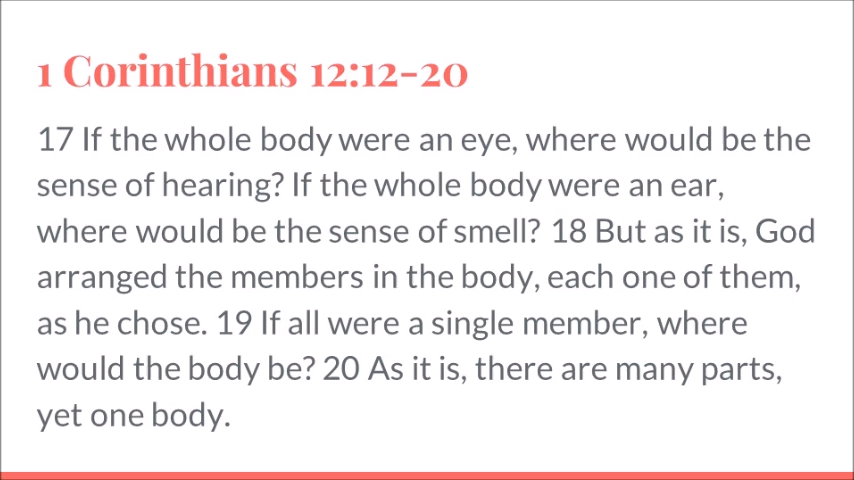 1 Corinthians 12:12-20
17 If the whole body were an eye, where would be the
sense of hearing? If the whole body were an ear,
where would be the sense of smell? 18 But as it is, God
arranged the members in the body, each one of them,
as he chose. 19 If all were a single member, where
would the body be? 20 As it is, there are many parts,
yet one body.